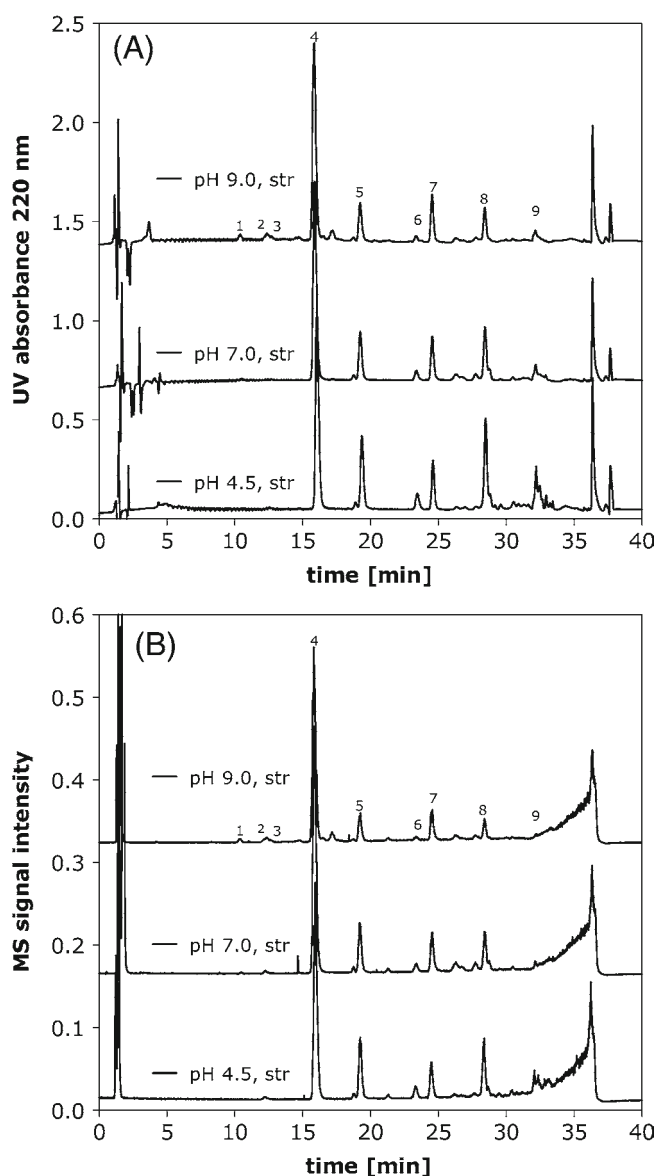 (A)
UV absorbance 220 nm
2.5
2.0
1.5
1.0
0.5
0.0
4
pH 9.0, str
1 2 3 5 6 7 8 9
pH 7.0, str
pH 4.5, str
0 5 10 15 20 25 30 35 40
time [min]
(B)
MS signal intensity
0.6
0.5
0.4
0.3
0.2
0.1
0.0
4
pH 9.0, str
1 2 3 5 6 7 8 9
pH 7.0, str
pH 4.5, str
0 5 10 15 20 25 30 35 40
time [min]